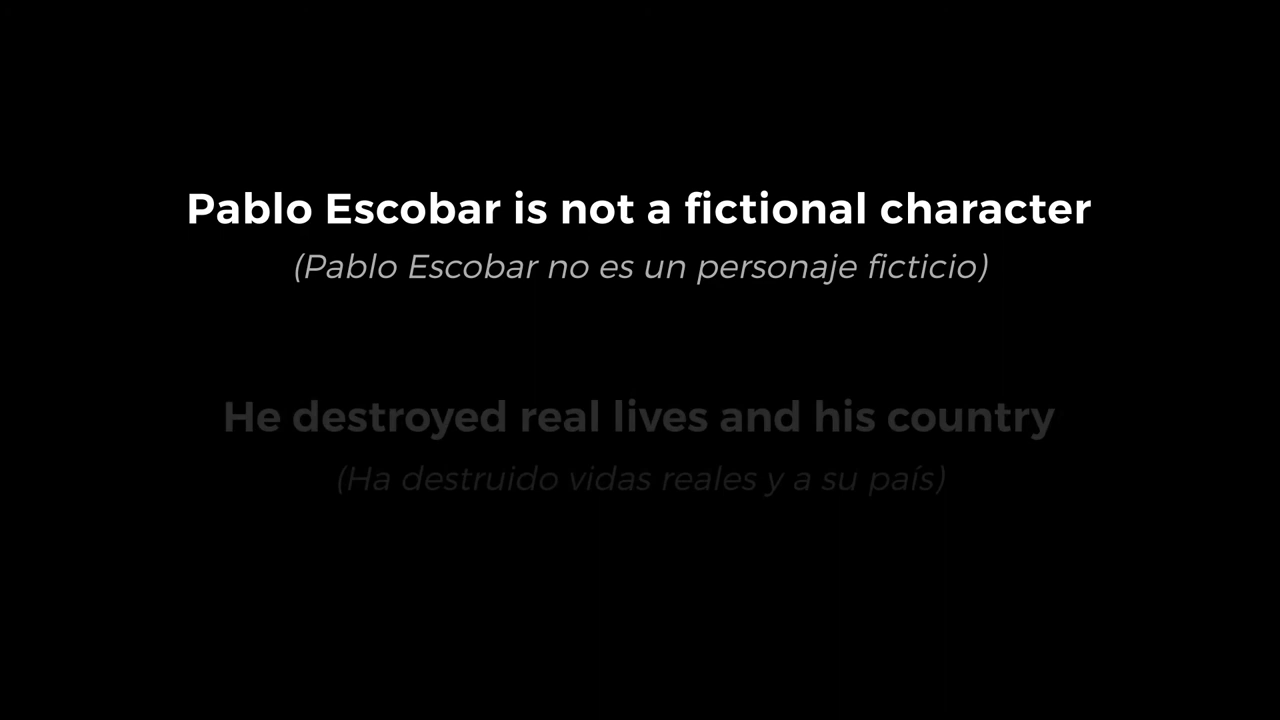 Pablo Escobar is not a fictional character
(Pablo Escobar no es un personaje ficticio)
He destroyed real lives and his country
(Ha destruido vidas reales y a su país)